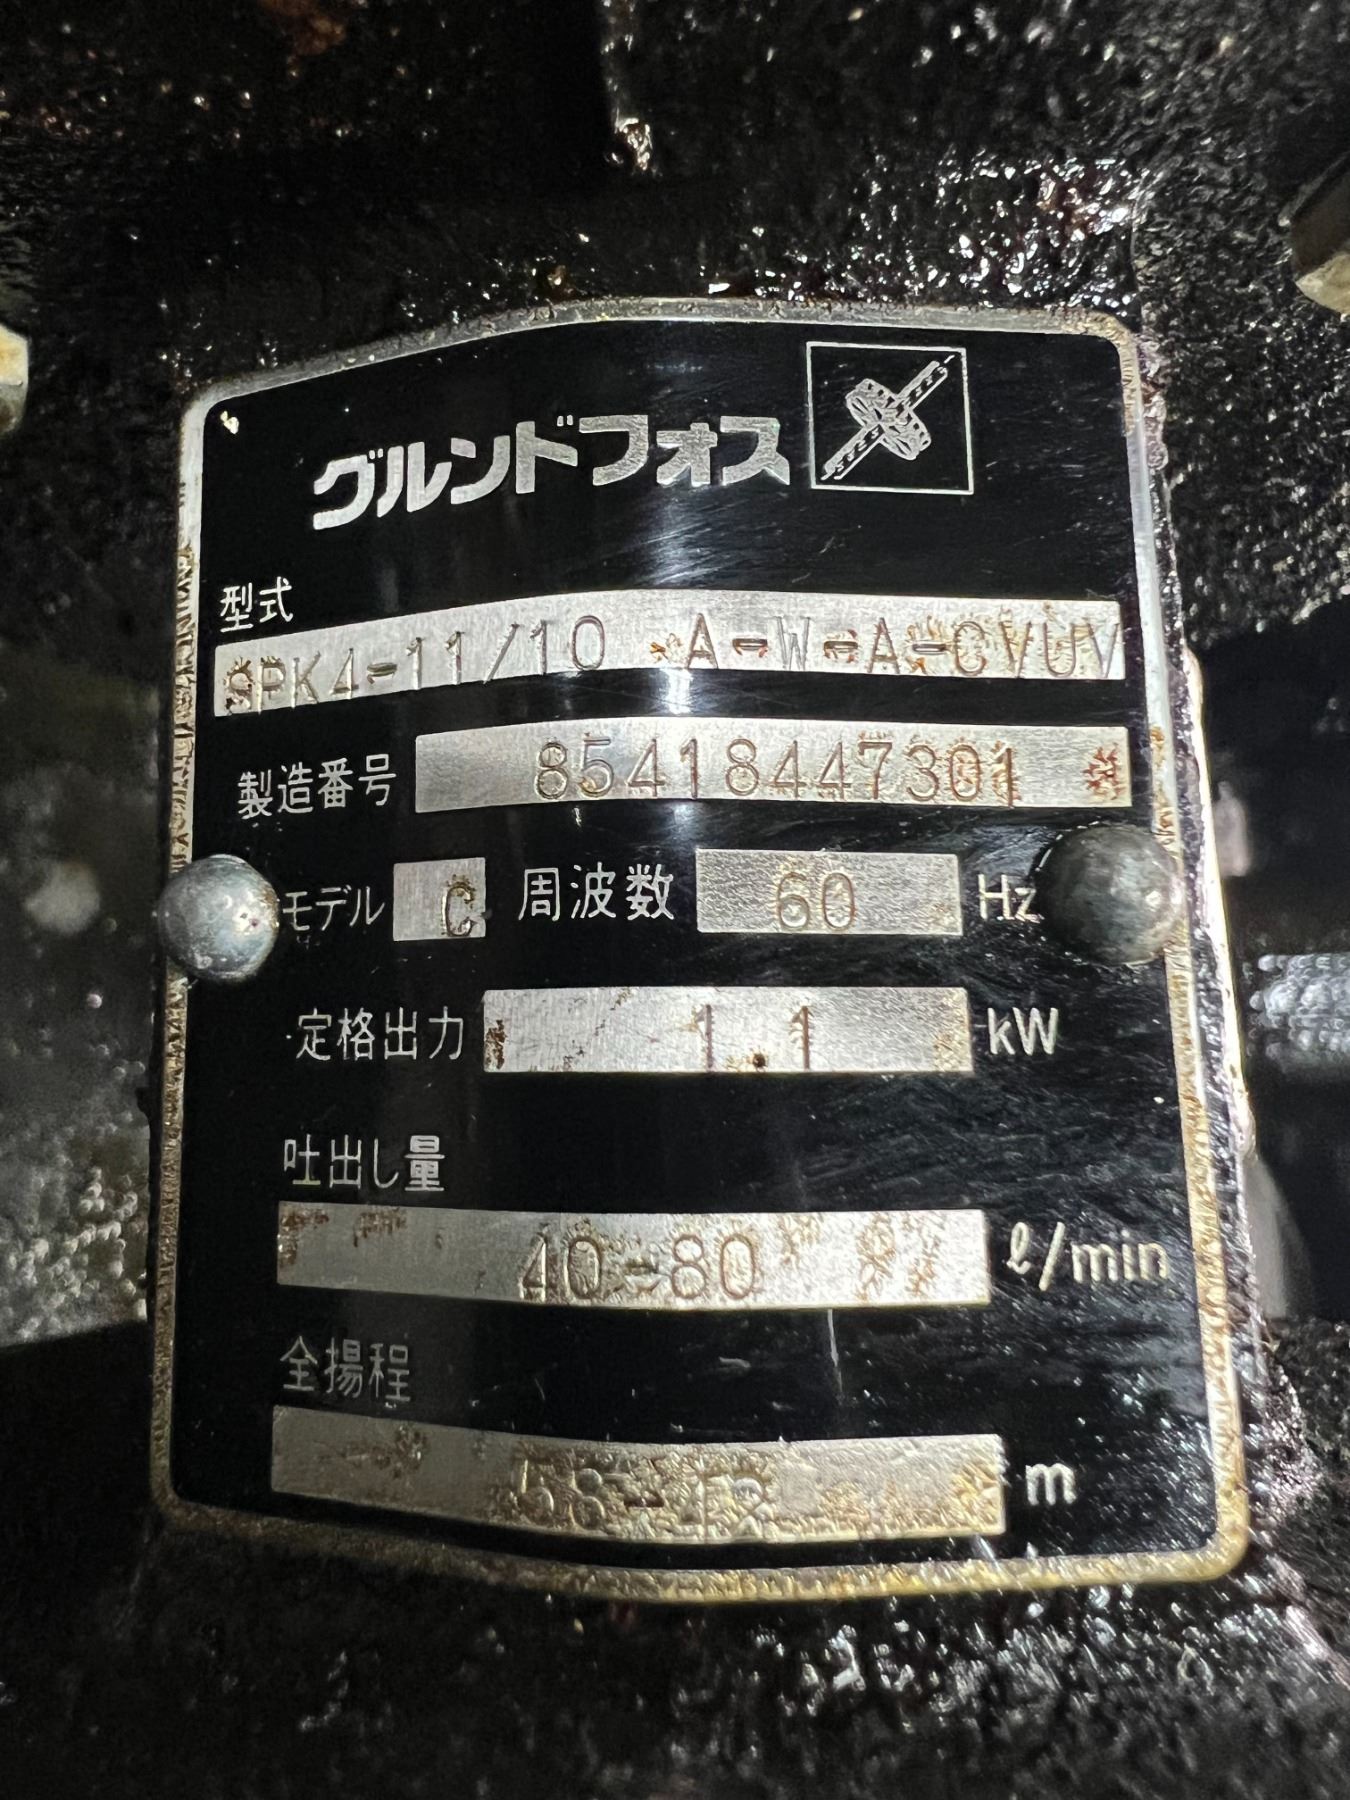 グルンドフォス
型式
SPK4-11/10 A-W-A-CVUV
製造番号 85418447301
モデル C 周波数 60 Hz
定格出力 1.1 kW
吐出し量
40-80 ℓ/min
全揚程
m